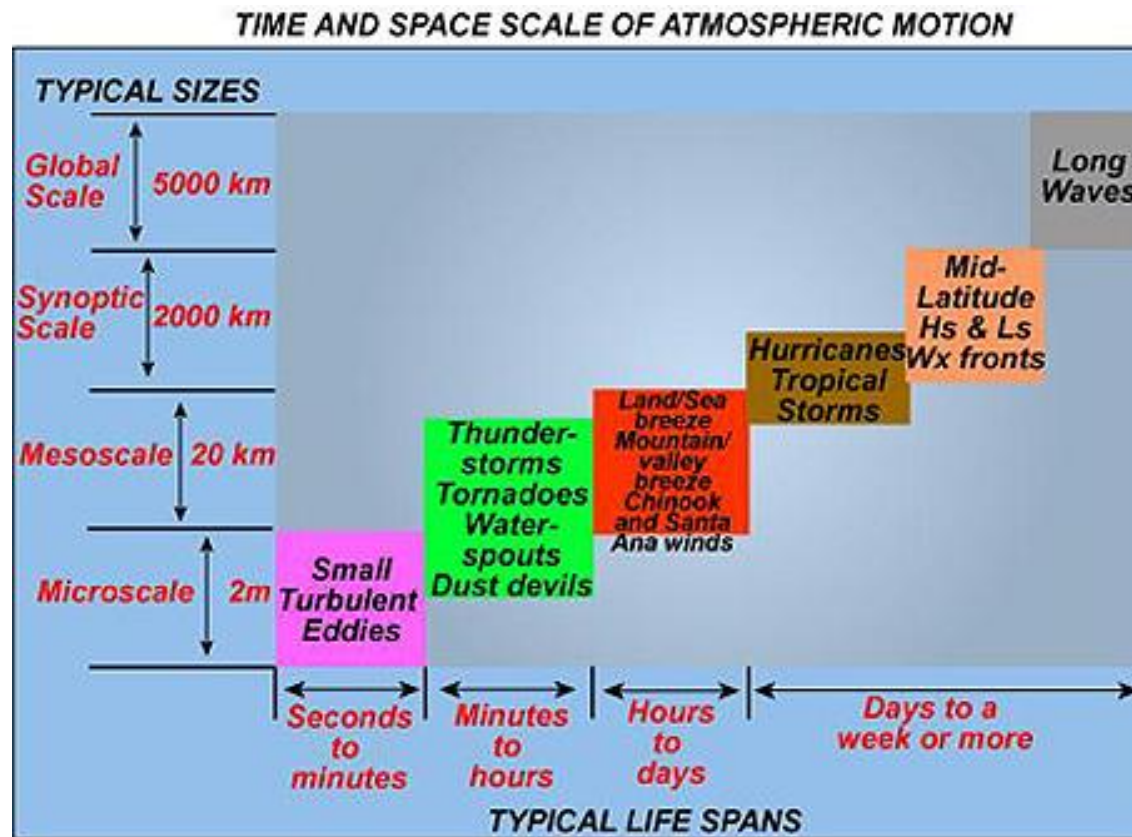 TIME AND SPACE SCALE OF ATMOSPHERIC MOTION
TYPICAL SIZES
Global
Scale
5000 km
Synoptic
Scale
2000 km
Mesoscale
20 km
Microscale
2m
Small
Turbulent
Eddies
Thunder-
storms
Tornadoes
Water-
spouts
Dust devils
Land/Sea
breeze
Mountain/
valley
breeze
Chinook
and Santa
Ana winds
Hurricanes
Tropical
Storms
Mid-
Latitude
Hs & Ls
Wx fronts
Long
Waves
Seconds
to
minutes
Minutes
to
hours
Hours
to
days
Days to a
week or more
TYPICAL LIFE SPANS